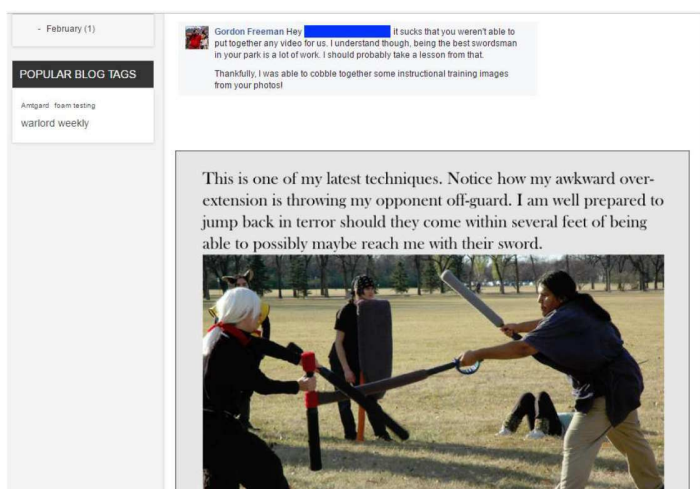 - February (1)
POPULAR BLOG TAGS
Amtgard foam testing
warlord weekly
Gordon Freeman Hey it sucks that you weren't able to
put together any video for us. I understand though, being the best swordsman
in your park is a lot of work. I should probably take a lesson from that.
Thankfully, I was able to cobble together some instructional training images
from your photos!
This is one of my latest techniques. Notice how my awkward over-
extension is throwing my opponent off-guard. I am well prepared to
jump back in terror should they come within several feet of being
able to possibly maybe reach me with their sword.